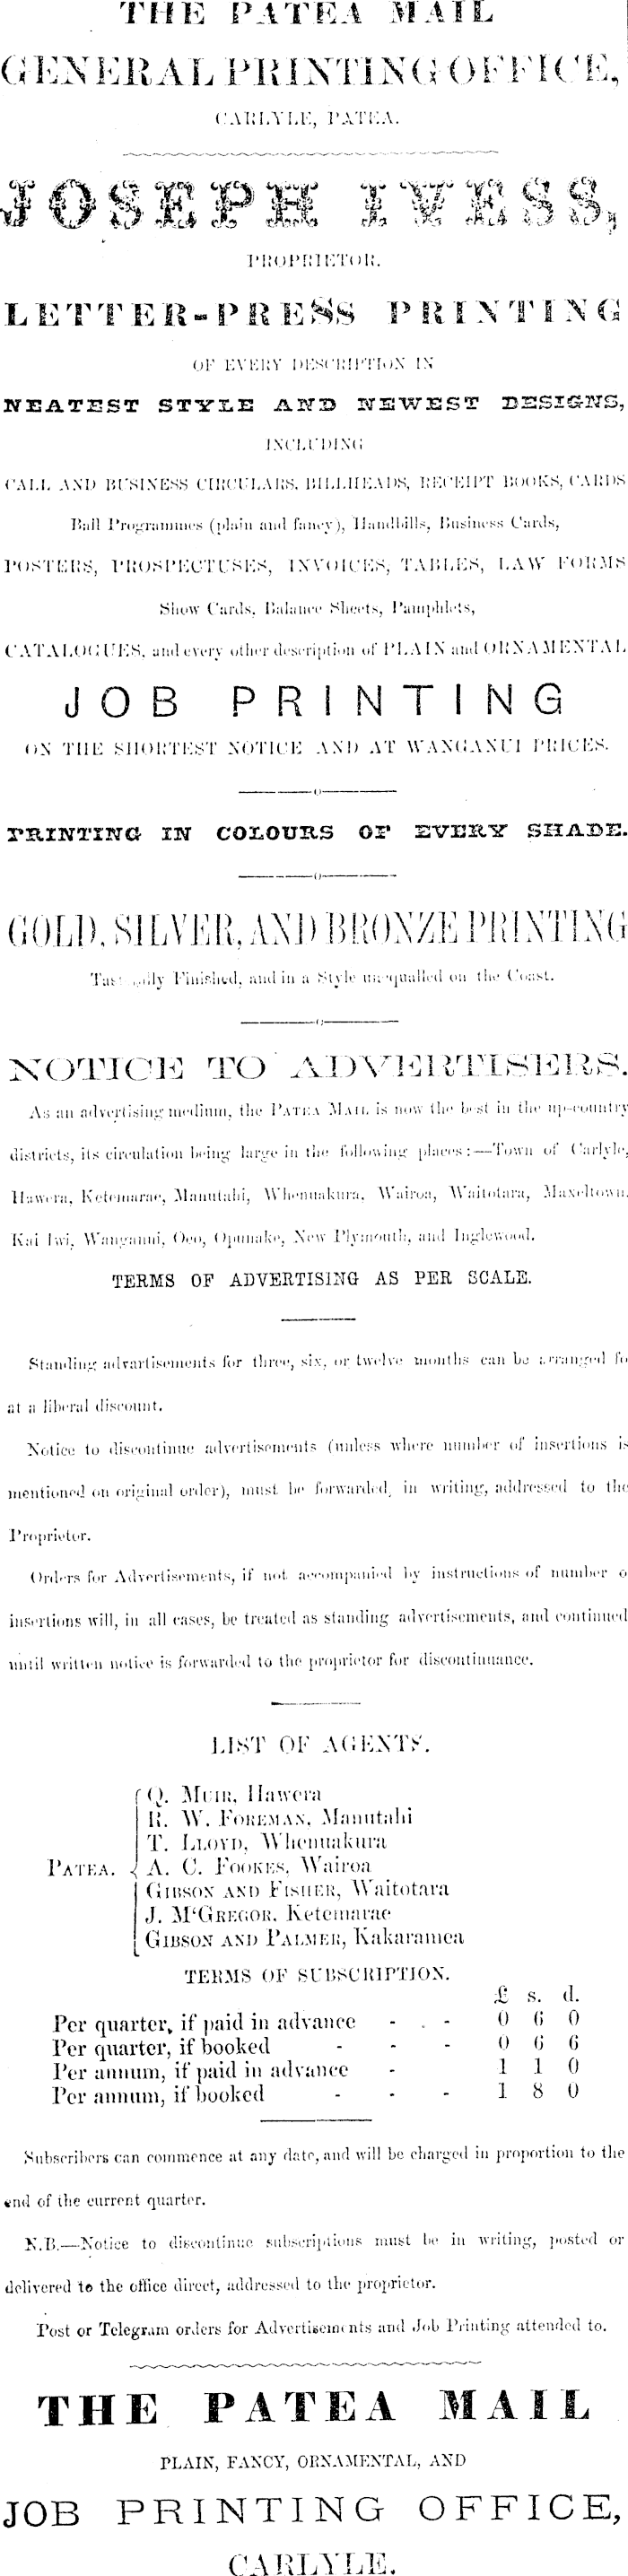 THE PATEA MAIL
GENERAL PRINTING OFFICE,
CARLYLE, PATEA.
JOSEPH IVESS,
PROPRIETOR.
LETTER-PRESS PRINTING
OF EVERY DESCRIPTION IN
NEATEST STYLE AND NEWEST DESIGNS,
INCLUDING
CALL AND BUSINESS CIRCULARS, BILLHEADS, RECEIPT BOOKS, CARDS
Ball Programmes (plain and fancy), Handbills, Business Cards,
POSTERS, PROSPECTUSES, INVOICES, TABLES, LAW FORMS
Show Cards, Balance Sheets, Pamphlets,
CATALOGUES, and every other description of PLAIN and ORNAMENTAL
JOB PRINTING
ON THE SHORTEST NOTICE AND AT WANGANUI PRICES.
PRINTING IN COLOURS OF EVERY SHADE.
GOLD, SILVER, AND BRONZE PRINTING
Finished, and in a Style unequalled on the Coast.
NOTICE TO ADVERTISERS.
As an advertising medium, the PATEA MAIL is now the best in the up-country
districts, its circulation being large in the following places:—Town of Carlyle,
Hawera, Ketemarae, Manutahi, Whenuakura, Wairoa, Waitotara, Maxeltown,
Kai Iwi, Wanganui, Oeo, Opunake, New Plymouth, and Inglewood.
TERMS OF ADVERTISING AS PER SCALE.
Standing advartisements for three, six, or twelve months can be arranged fo
at a liberal discount.
Notice to discontinue advertisements (unless where number of insertions is
mentioned on original order), must be forwarded, in writing, addressed to the
Proprietor.
Orders for Advertisements, if not accompanied by instructions of number o
insertions will, in all cases, be treated as standing advertisements, and continued
until written notice is forwarded to the proprietor for discontinuance.
LIST OF AGENTS.
Q. MUIR, Hawera
R. W. FOREMAN, Manutahi
T. LLOYD, Whenuakura
PATEA. A. C. FOOKES, Wairoa
GIBSON AND FISHER, Waitotara
J. M'GREGOR, Ketemarae
GIBSON AND PALMER, Kakaramea
TERMS OF SUBSCRIPTION.
£ s. d.
Per quarter, if paid in advance - - - 0 6 0
Per quarter, if booked - - - 0 6 6
Per annum, if paid in advance - 1 1 0
Per annum, if booked - - - 1 8 0
Subscribers can commence at any date, and will be charged in proportion to the
end of the current quarter.
N.B.—Notice to discontinue subscriptions must be in writing, posted or
delivered to the office direct, addressed to the proprietor.
Post or Telegram orders for Advertisements and Job Printing attended to.
THE PATEA MAIL
PLAIN, FANCY, ORNAMENTAL, AND
JOB PRINTING OFFICE,
CARLYLE.